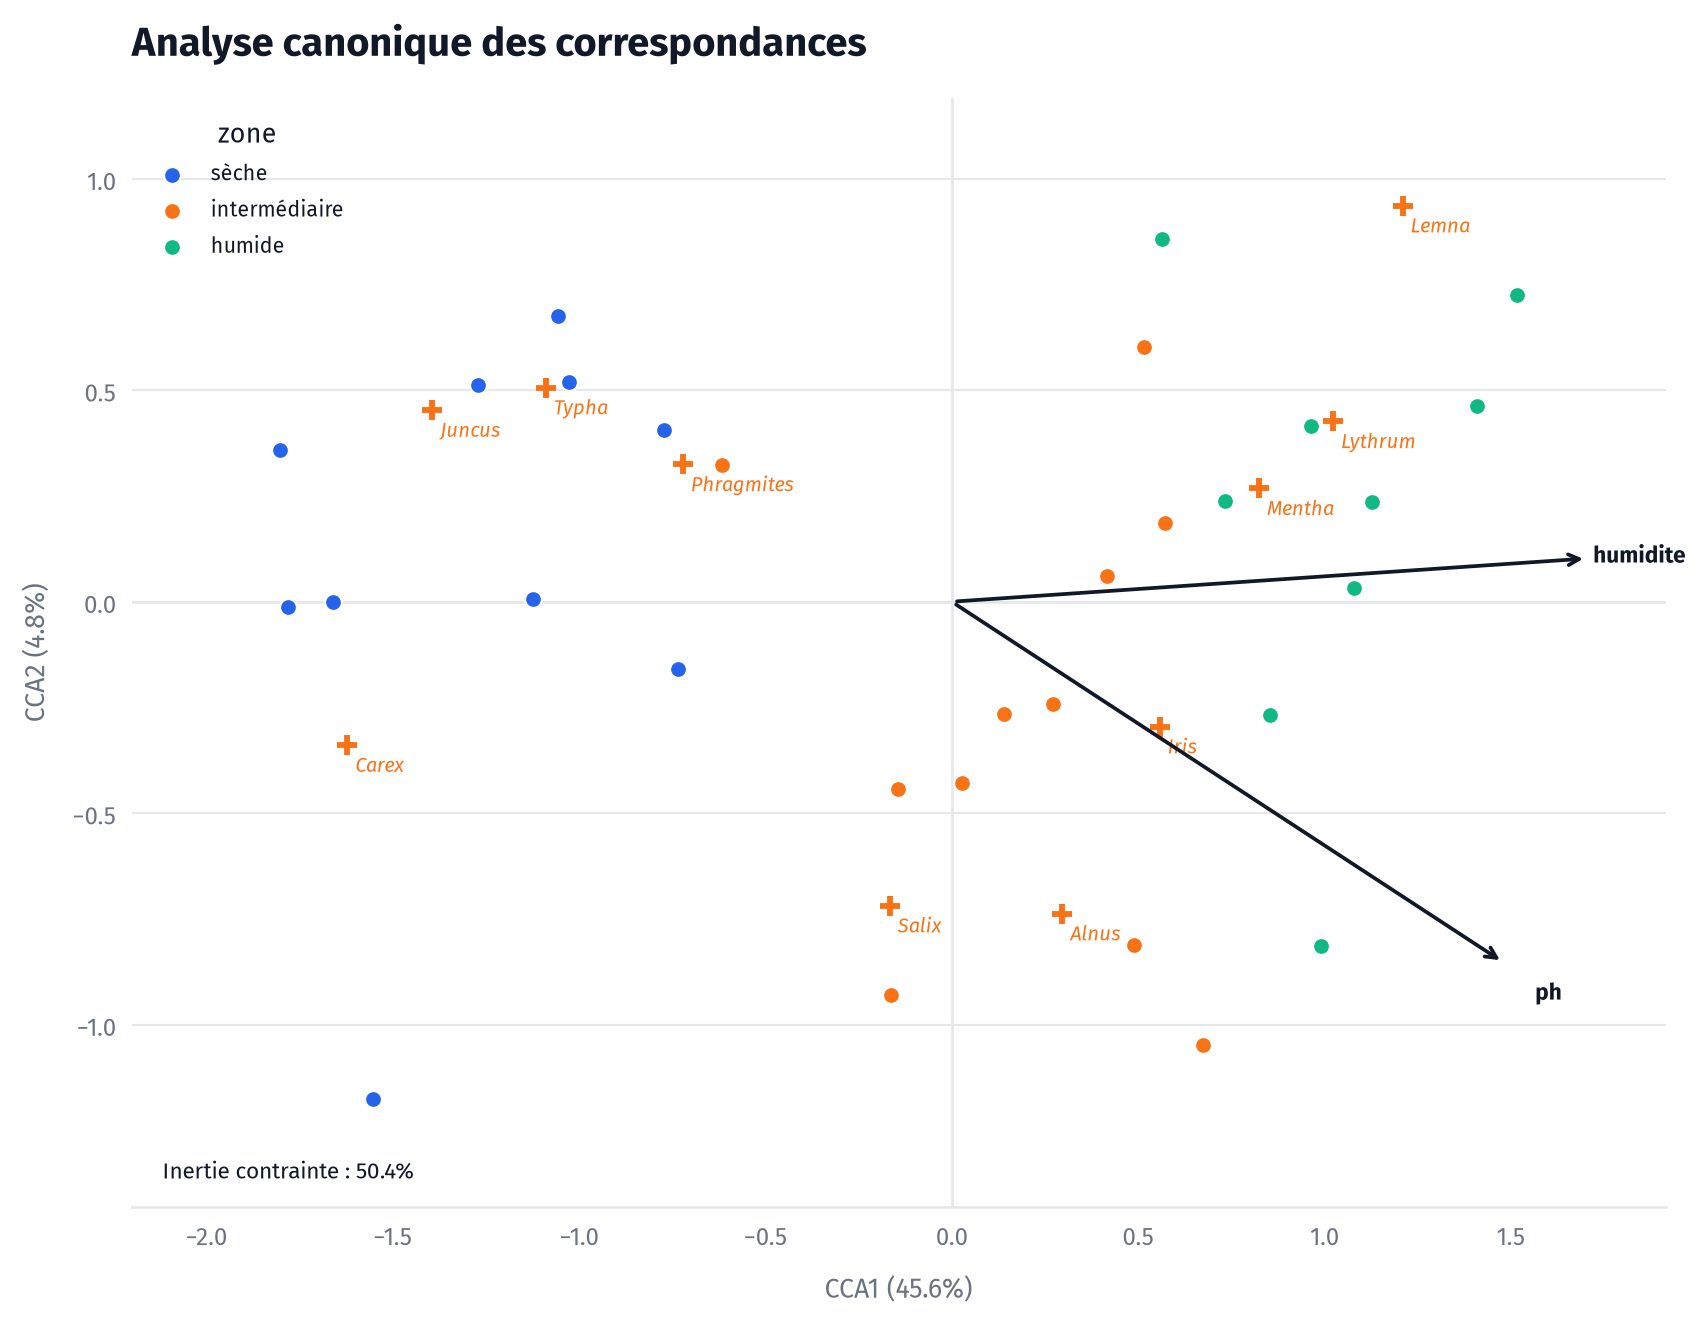 Analyse canonique des correspondances
zone
sèche
intermédiaire
humide
1.0
0.5
0.0
−0.5
−1.0
CCA2 (4.8%)
Lemna
Typha
Juncus
Lythrum
Phragmites
Mentha
humidite
Iris
Carex
Salix
Alnus
ph
Inertie contrainte : 50.4%
−2.0 −1.5 −1.0 −0.5 0.0 0.5 1.0 1.5
CCA1 (45.6%)